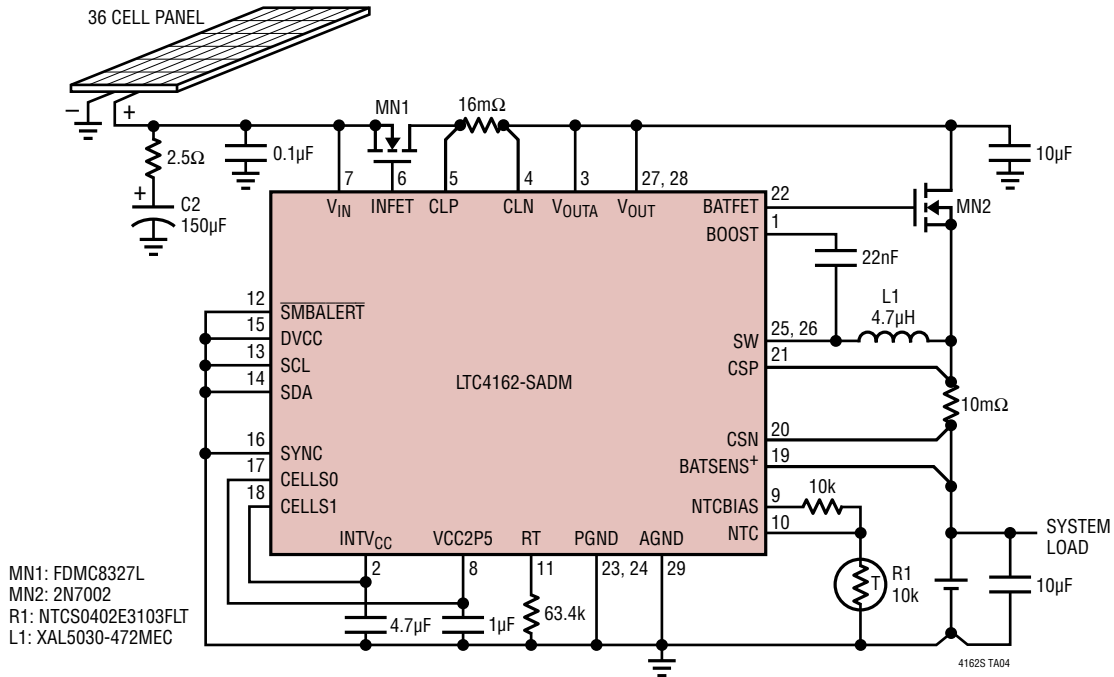 36 CELL PANEL
–
+
MN1
16mΩ
2.5Ω
0.1µF
10µF
+
C2
150µF
7
6
5
4
3
27, 28
VIN
INFET
CLP
CLN
VOUTA
VOUT
BATFET
22
MN2
BOOST
1
22nF
L1
4.7µH
12
SMBALERT
15
DVCC
13
SCL
14
SDA
LTC4162-SADM
SW
25, 26
CSP
21
10mΩ
16
SYNC
17
CELLS0
18
CELLS1
CSN
20
BATSENS+
19
NTCBIAS
9
10k
NTC
10
SYSTEM
LOAD
INTVCC
VCC2P5
RT
PGND
AGND
2
8
11
23, 24
29
T
R1
10k
10µF
4.7µF
1µF
63.4k
MN1: FDMC8327L
MN2: 2N7002
R1: NTCS0402E3103FLT
L1: XAL5030-472MEC
4162S TA04